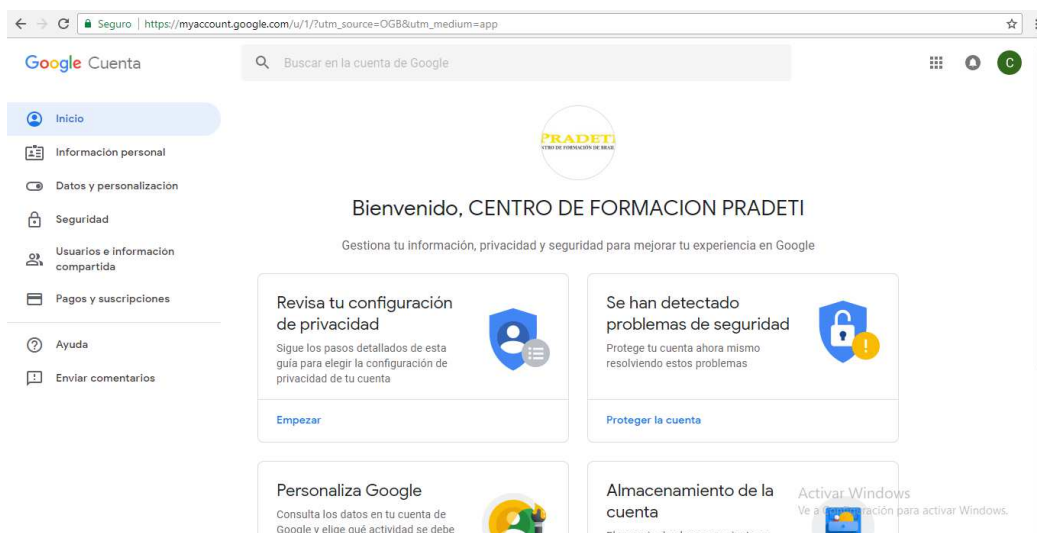 Seguro | https://myaccount.google.com/u/1/?utm_source=OGB&utm_medium=app
Google Cuenta
Buscar en la cuenta de Google
C
Inicio
Información personal
Datos y personalización
Seguridad
Usuarios e información
compartida
Pagos y suscripciones
Ayuda
Enviar comentarios
PRADETI
Bienvenido, CENTRO DE FORMACION PRADETI
Gestiona tu información, privacidad y seguridad para mejorar tu experiencia en Google
Revisa tu configuración
de privacidad
Sigue los pasos detallados de esta
guía para elegir la configuración de
privacidad de tu cuenta
Empezar
Se han detectado
problemas de seguridad
Protege tu cuenta ahora mismo
resolviendo estos problemas
Proteger la cuenta
Personaliza Google
Consulta los datos en tu cuenta de
Google y elige qué actividad se debe
Almacenamiento de la
cuenta
Activar Windows
Ve a Configuración para activar Windows.